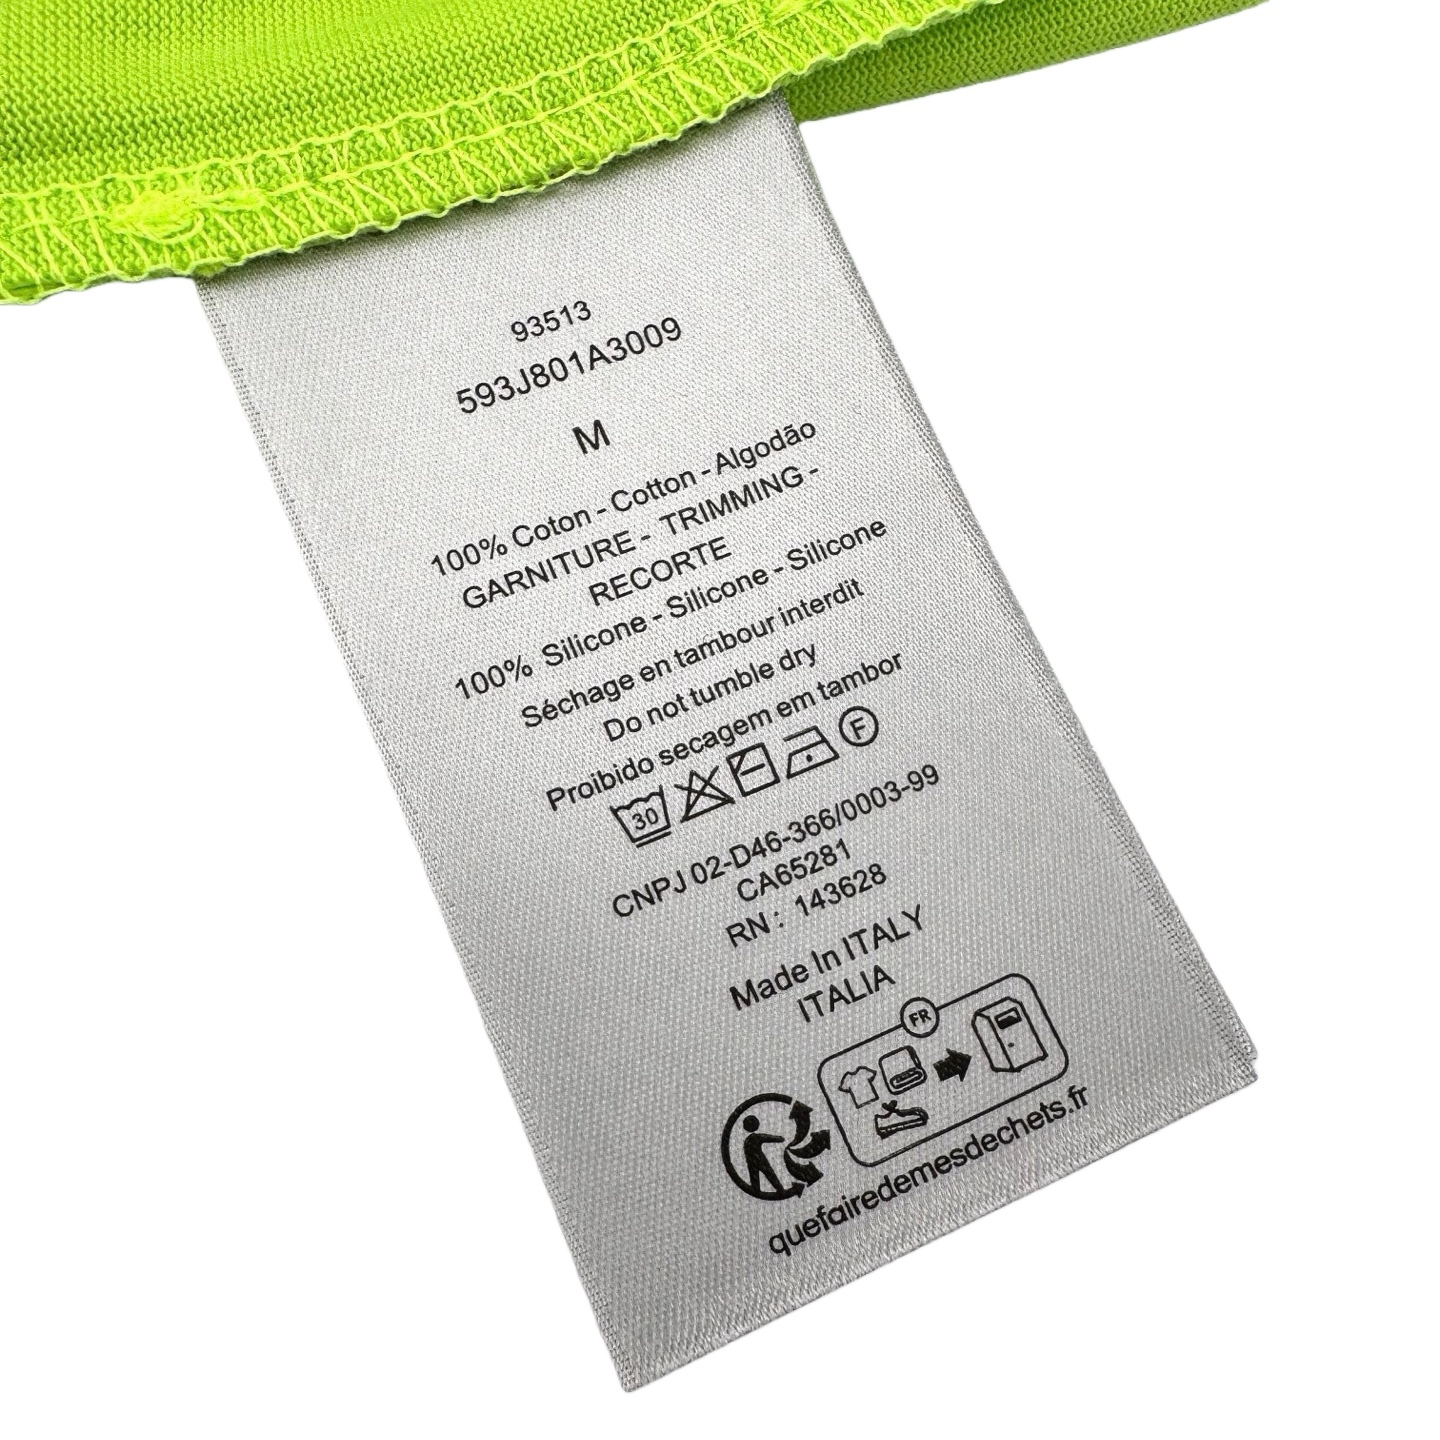 93513
593J801A3009
M
100% Coton - Cotton - Algodão
GARNITURE - TRIMMING -
RECORTE
100% Silicone - Silicone - Silicone
Séchage en tambour interdit
Do not tumble dry
Proibido secagem em tambor
30 F
CNPJ 02-D46-366/0003-99
CA65281
RN : 143628
Made In ITALY
ITALIA
FR
quefairedemesdechets.fr